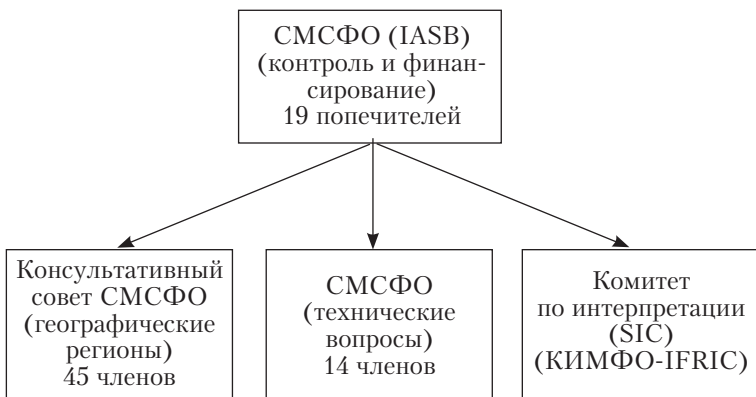 СМСФО (IASB)
(контроль и финан-
сирование)
19 попечителей
Консультативный
совет СМСФО
(географические
регионы)
45 членов
СМСФО
(технические
вопросы)
14 членов
Комитет
по интерпретации
(SIC)
(КИМФО-IFRIC)